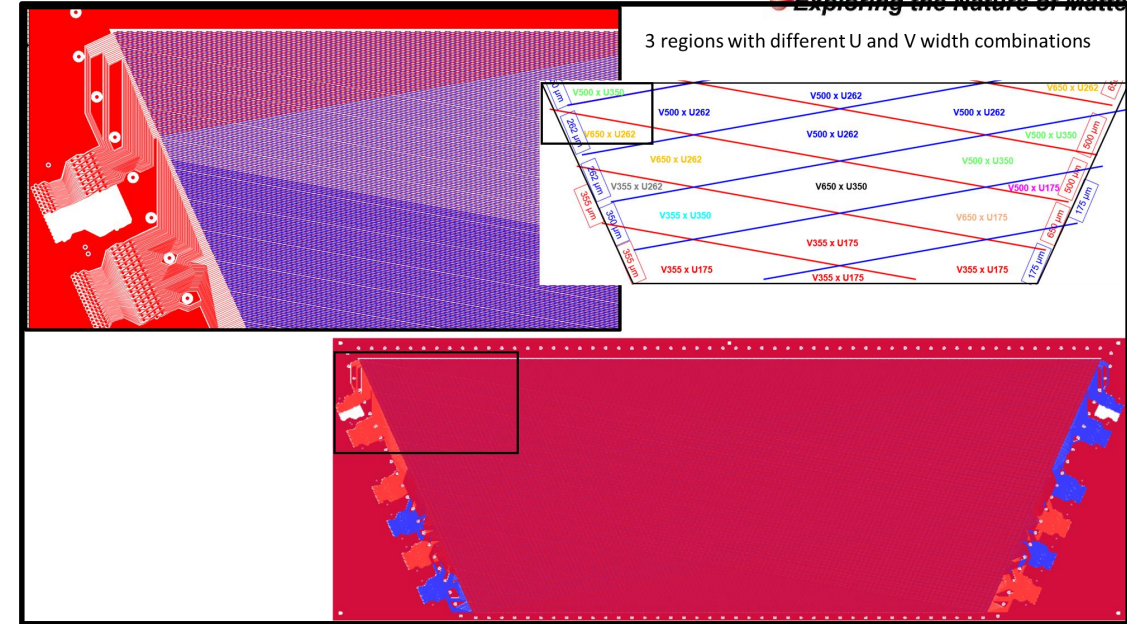 Exploring the Nature of Matte
3 regions with different U and V width combinations
V500 x U350
V500 x U262
V650 x U262
V500 x U262
V500 x U262
V650 x U262
V500 x U262
V500 x U350
V650 x U262
V500 x U350
V355 x U262
V650 x U350
V500 x U175
V355 x U350
V650 x U175
V355 x U175
V355 x U175
V355 x U175
V355 x U175
262 µm
262 µm
355 µm
350 µm
355 µm
500 µm
500 µm
175 µm
650 µm
175 µm